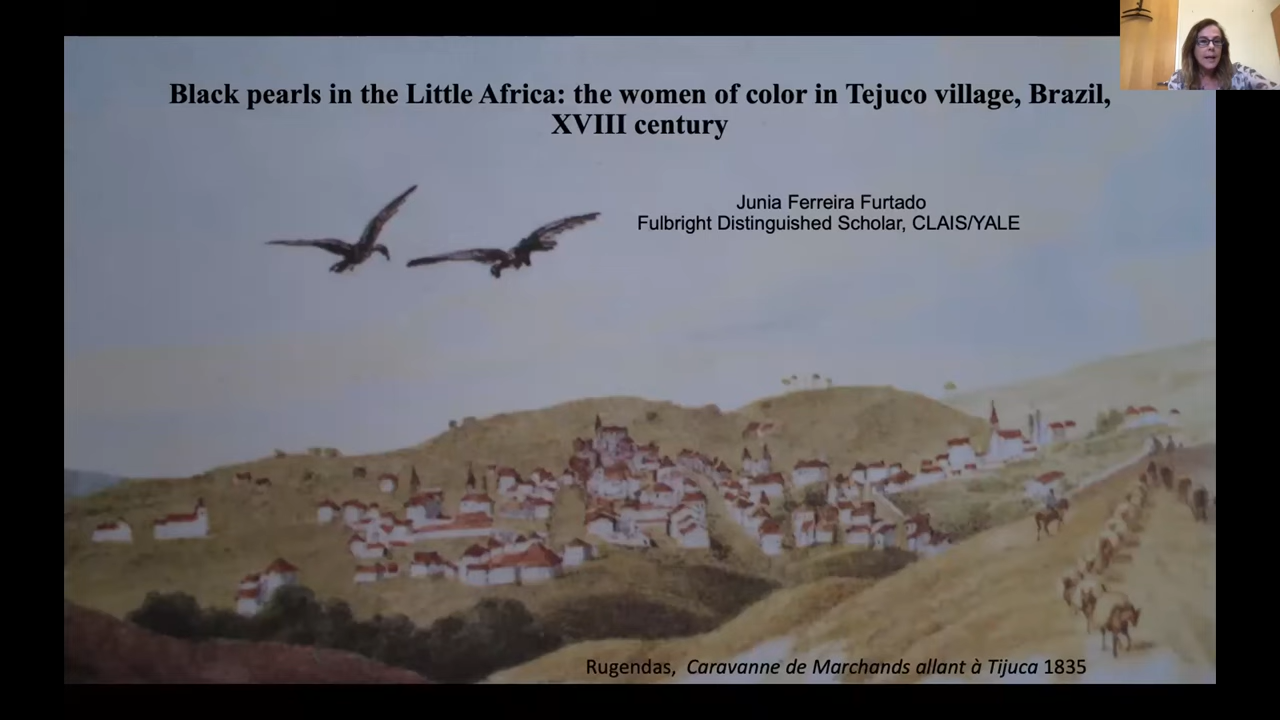 Black pearls in the Little Africa: the women of color in Tejuco village, Brazil,
XVIII century
Junia Ferreira Furtado
Fulbright Distinguished Scholar, CLAIS/YALE
Rugendas, Caravanne de Marchands allant à Tijuca 1835